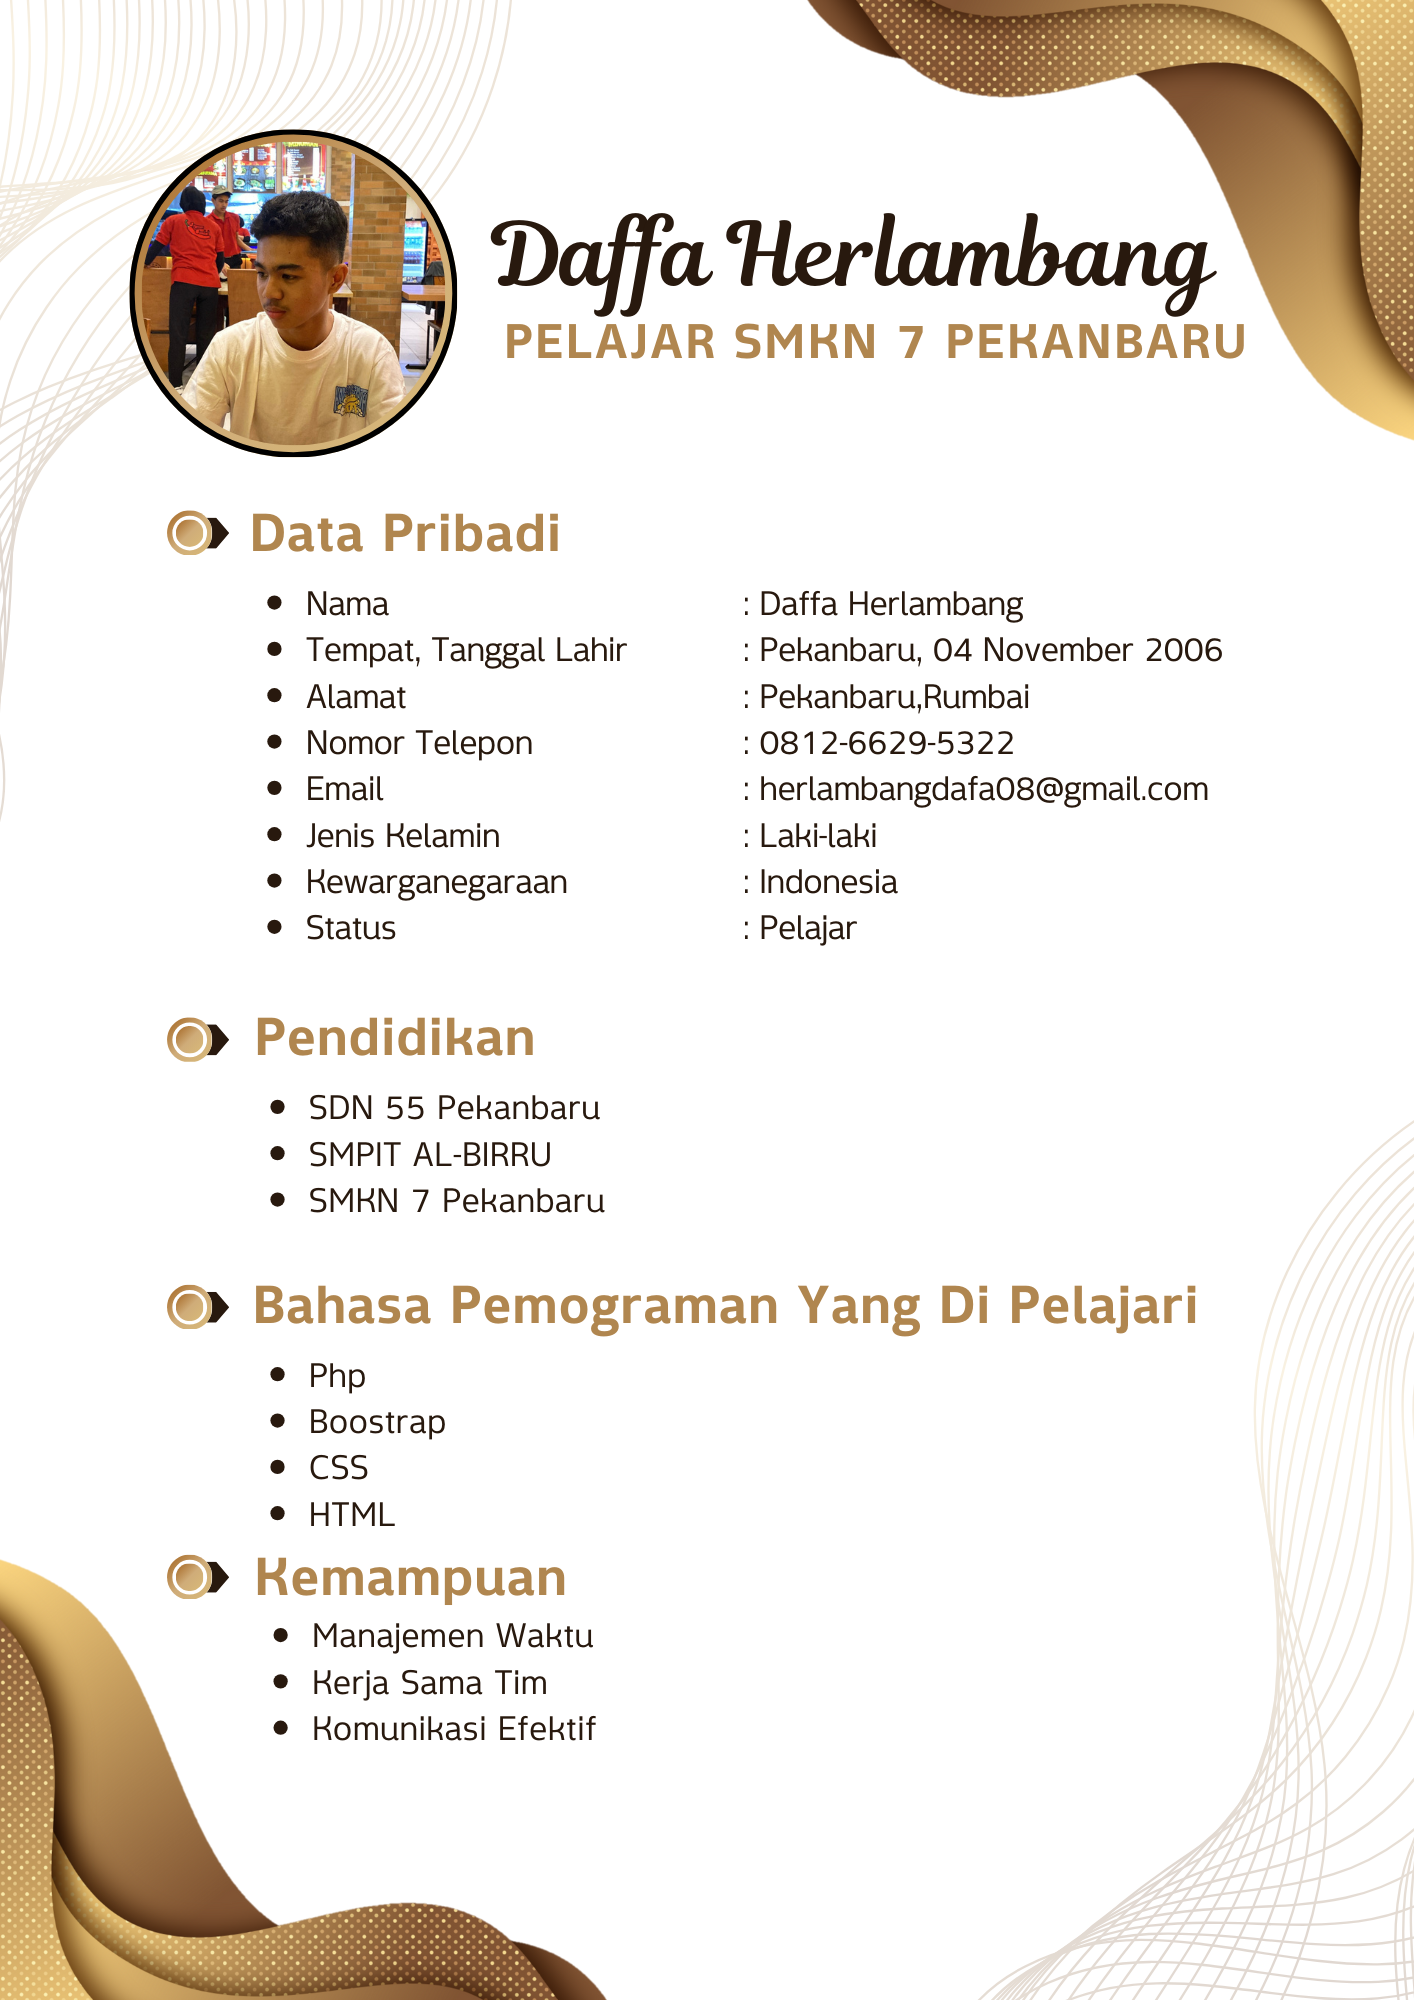 Daffa Herlambang
PELAJAR SMKN 7 PEKANBARU
Data Pribadi
Nama : Daffa Herlambang
Tempat, Tanggal Lahir : Pekanbaru, 04 November 2006
Alamat : Pekanbaru,Rumbai
Nomor Telepon : 0812-6629-5322
Email : herlambangdafa08@gmail.com
Jenis Kelamin : Laki-laki
Kewarganegaraan : Indonesia
Status : Pelajar
Pendidikan
SDN 55 Pekanbaru
SMPIT AL-BIRRU
SMKN 7 Pekanbaru
Bahasa Pemograman Yang Di Pelajari
Php
Boostrap
CSS
HTML
Kemampuan
Manajemen Waktu
Kerja Sama Tim
Komunikasi Efektif